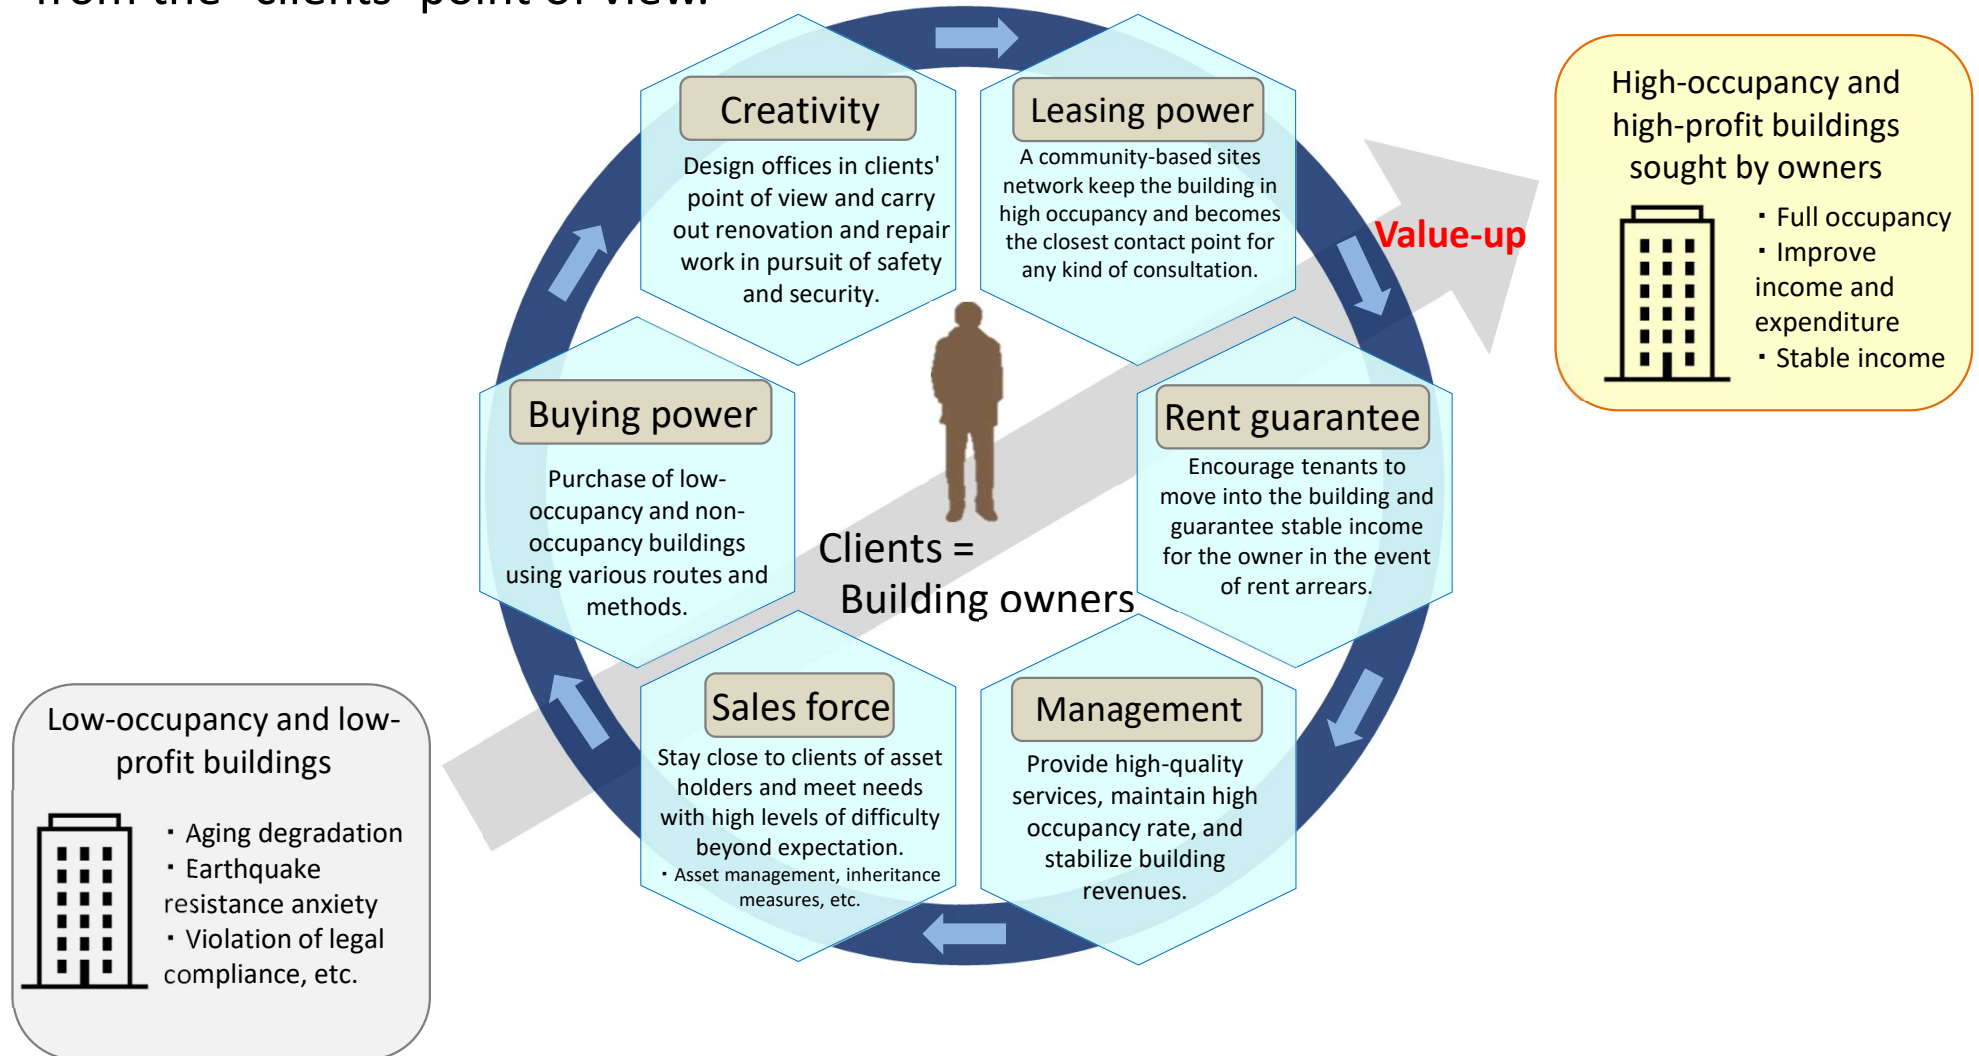 from the "clients" point of view.
Creativity
Design offices in clients'
point of view and carry
out renovation and repair
work in pursuit of safety
and security.
Leasing power
A community-based sites
network keep the building in
high occupancy and becomes
the closest contact point for
any kind of consultation.
Value-up
High-occupancy and
high-profit buildings
sought by owners
・Full occupancy
・Improve
income and
expenditure
・Stable income
Buying power
Purchase of low-
occupancy and non-
occupancy buildings
using various routes and
methods.
Rent guarantee
Encourage tenants to
move into the building and
guarantee stable income
for the owner in the event
of rent arrears.
Clients =
Building owners
Sales force
Stay close to clients of asset
holders and meet needs
with high levels of difficulty
beyond expectation.
・Asset management, inheritance
measures, etc.
Management
Provide high-quality
services, maintain high
occupancy rate, and
stabilize building
revenues.
Low-occupancy and low-
profit buildings
・Aging degradation
・Earthquake
resistance anxiety
・Violation of legal
compliance, etc.